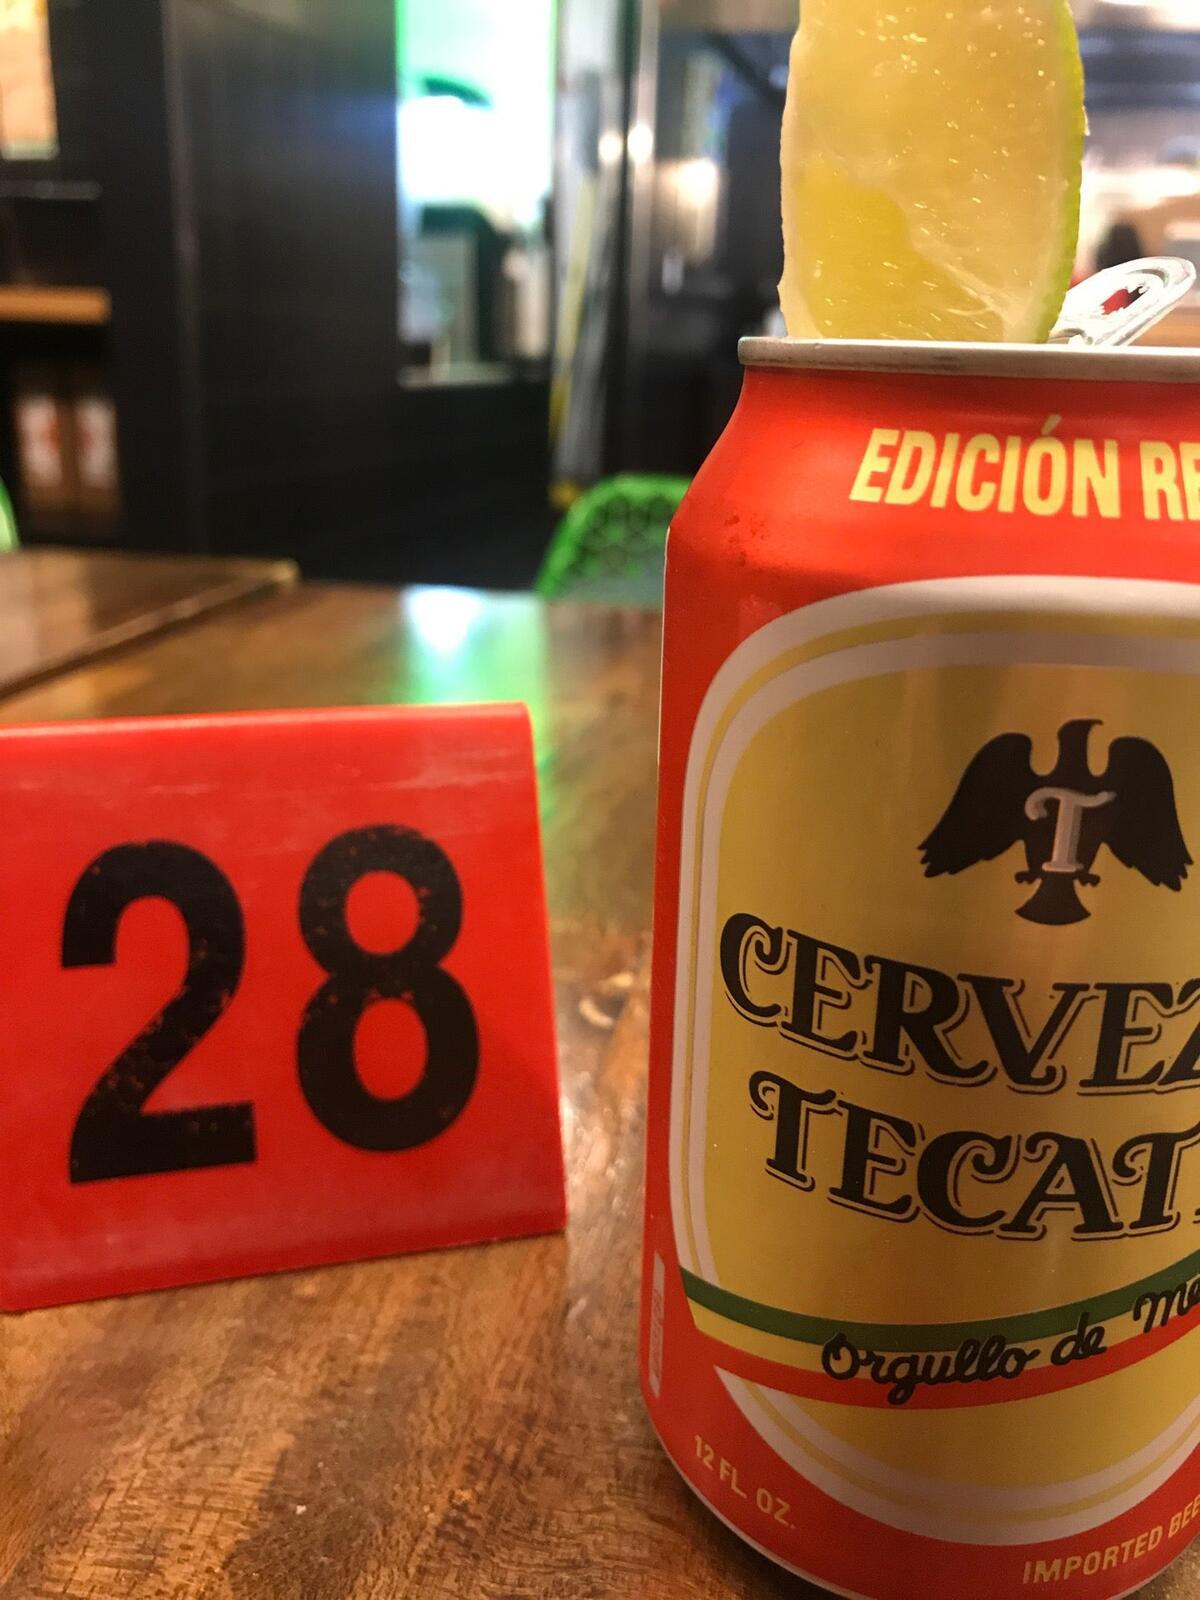 EDICIÓN RE
T
CERVEZ
TECAT
Orgullo de Me
12 FL. OZ.
IMPORTED BEE
28